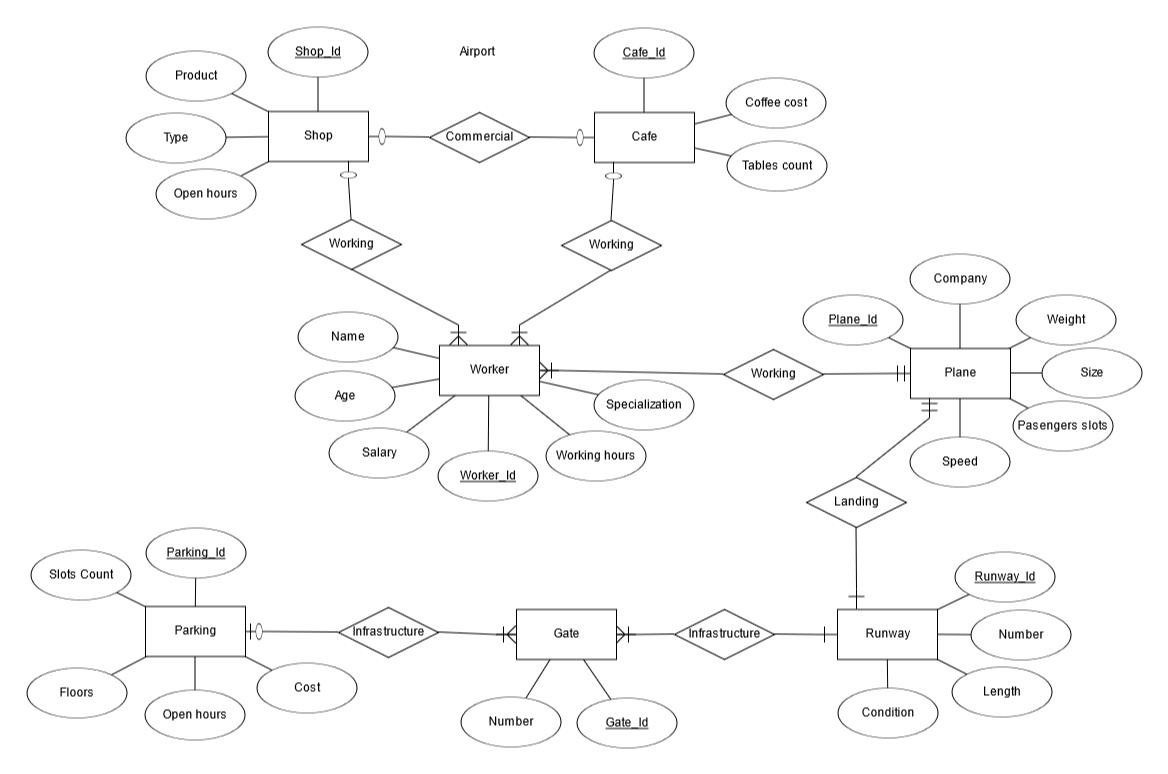 Shop_Id
Airport
Cafe_Id
Product
Coffee cost
Type
Shop
Commercial
Cafe
Tables count
Open hours
Working
Working
Company
Plane_Id
Weight
Name
Worker
Working
Plane
Size
Age
Specialization
Pasengers slots
Salary
Working hours
Speed
Worker_Id
Landing
Parking_Id
Slots Count
Runway_Id
Parking
Infrastructure
Gate
Infrastructure
Runway
Number
Floors
Cost
Length
Open hours
Number
Gate_Id
Condition